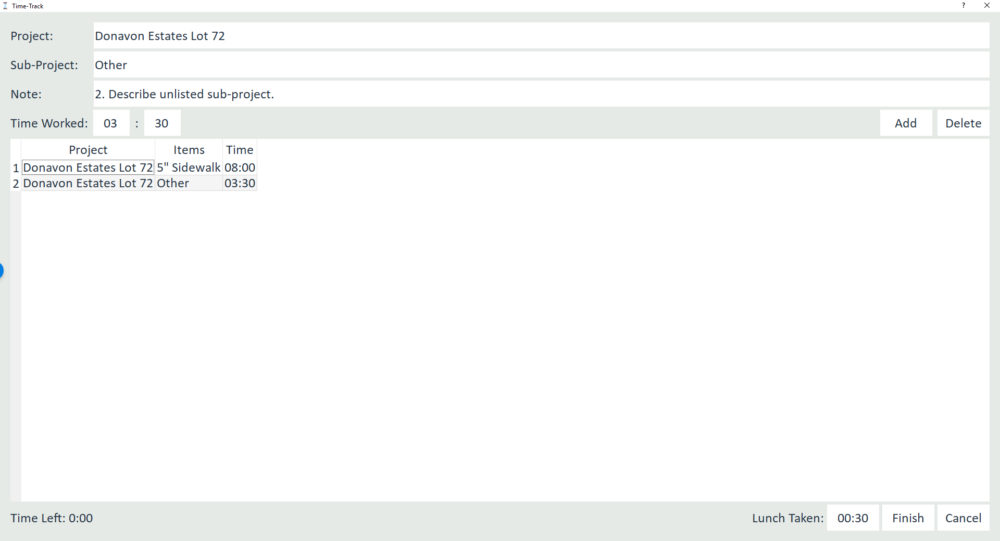 Time-Track ?
Project: Donavon Estates Lot 72
Sub-Project: Other
Note: 2. Describe unlisted sub-project.
Time Worked: 03 : 30 Add Delete
Project Items Time
1 Donavon Estates Lot 72 5" Sidewalk 08:00
2 Donavon Estates Lot 72 Other 03:30
Time Left: 0:00 Lunch Taken: 00:30 Finish Cancel